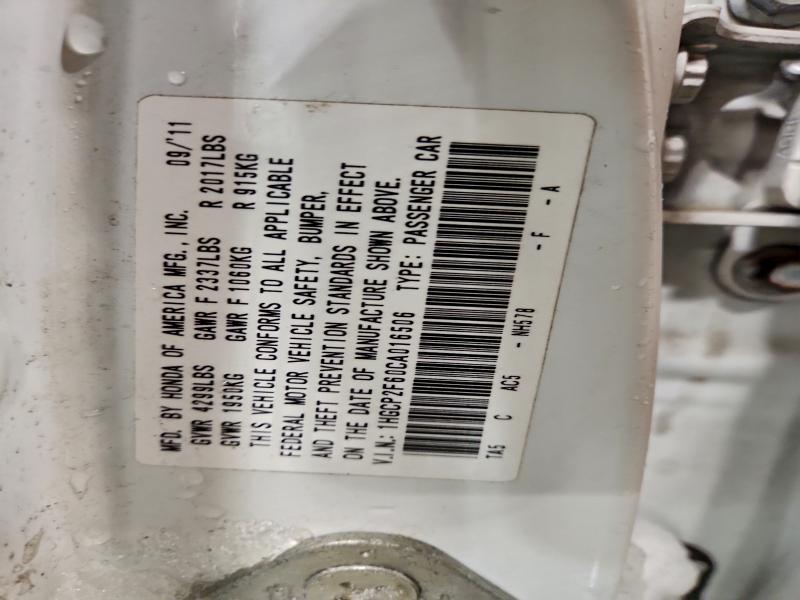 MFD. BY HONDA OF AMERICA MFG., INC. 09/'11
GVWR 4299LBS GAWR F 2337LBS R 2017LBS
GVWR 1950KG GAWR F 1060KG R 915KG
THIS VEHICLE CONFORMS TO ALL APPLICABLE
FEDERAL MOTOR VEHICLE SAFETY, BUMPER,
AND THEFT PREVENTION STANDARDS IN EFFECT
ON THE DATE OF MANUFACTURE SHOWN ABOVE.
V.I.N.: 1HGCP2F60CA016506 TYPE: PASSENGER CAR
TA5 C AC5 - NH578 - F - A